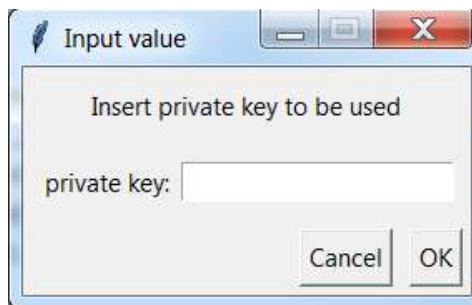 Input value
Insert private key to be used
private key:
Cancel OK